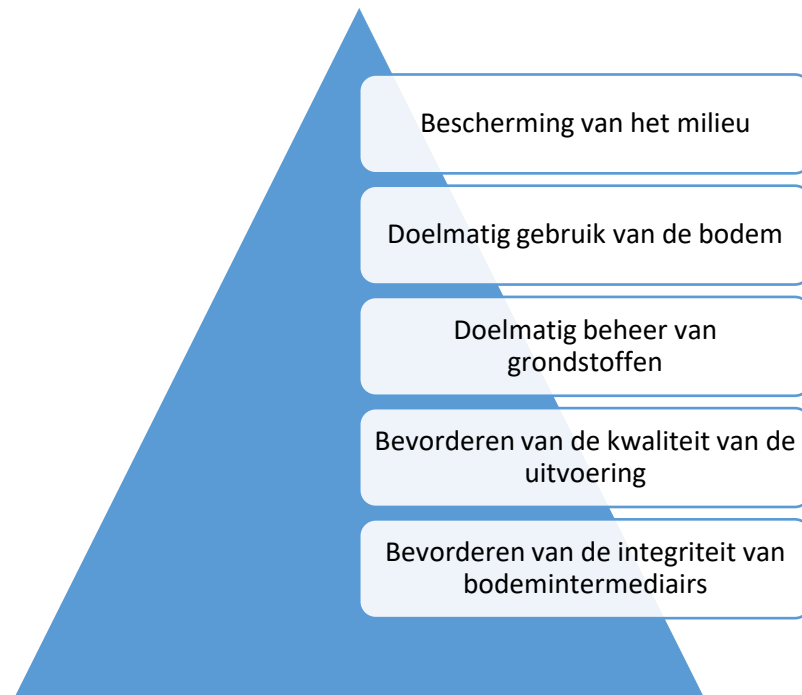 Bescherming van het milieu
Doelmatig gebruik van de bodem
Doelmatig beheer van
grondstoffen
Bevorderen van de kwaliteit van de
uitvoering
Bevorderen van de integriteit van
bodemintermediairs